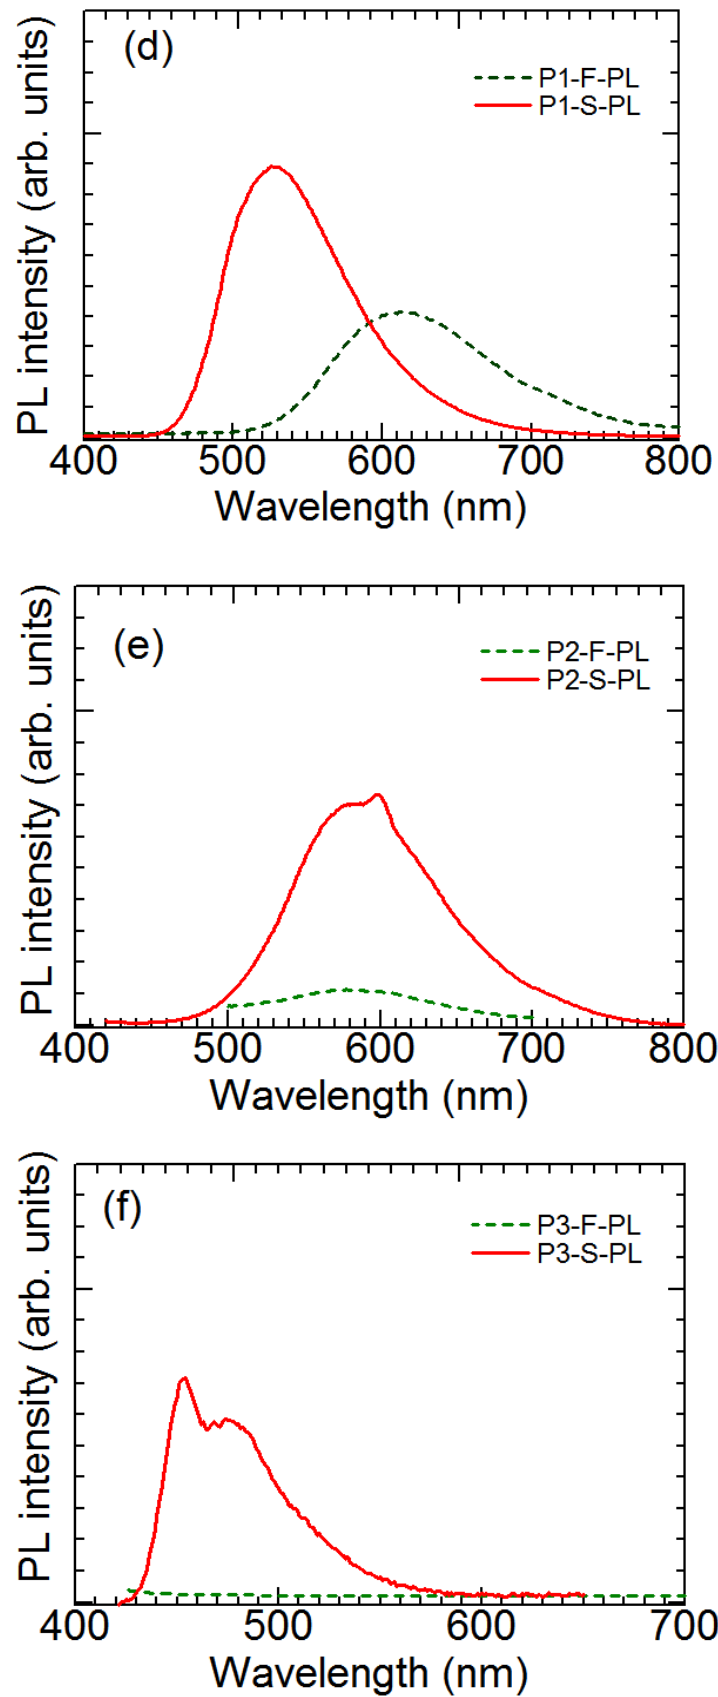 (d)
P1-F-PL
P1-S-PL
PL intensity (arb. units)
400 500 600 700 800
Wavelength (nm)
(e)
P2-F-PL
P2-S-PL
PL intensity (arb. units)
400 500 600 700 800
Wavelength (nm)
(f)
P3-F-PL
P3-S-PL
PL intensity (arb. units)
400 500 600 700
Wavelength (nm)